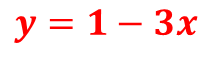 y = 1 − 3x